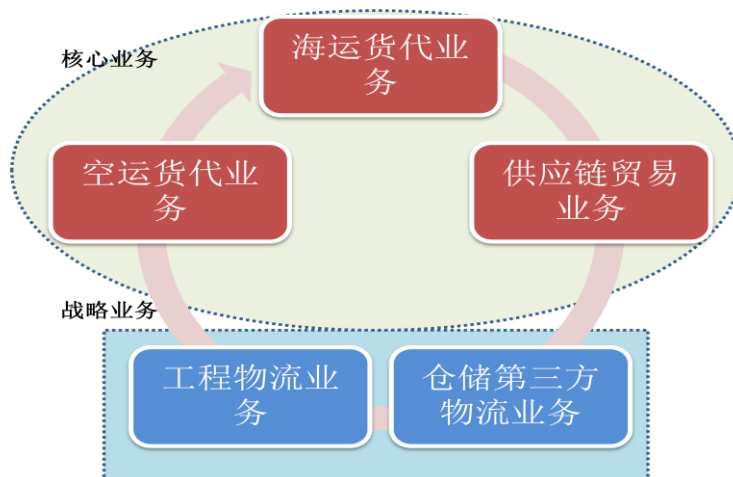 核心业务
海运货代业
务
空运货代业
务
供应链贸易
业务
战略业务
工程物流业
务
仓储第三方
物流业务